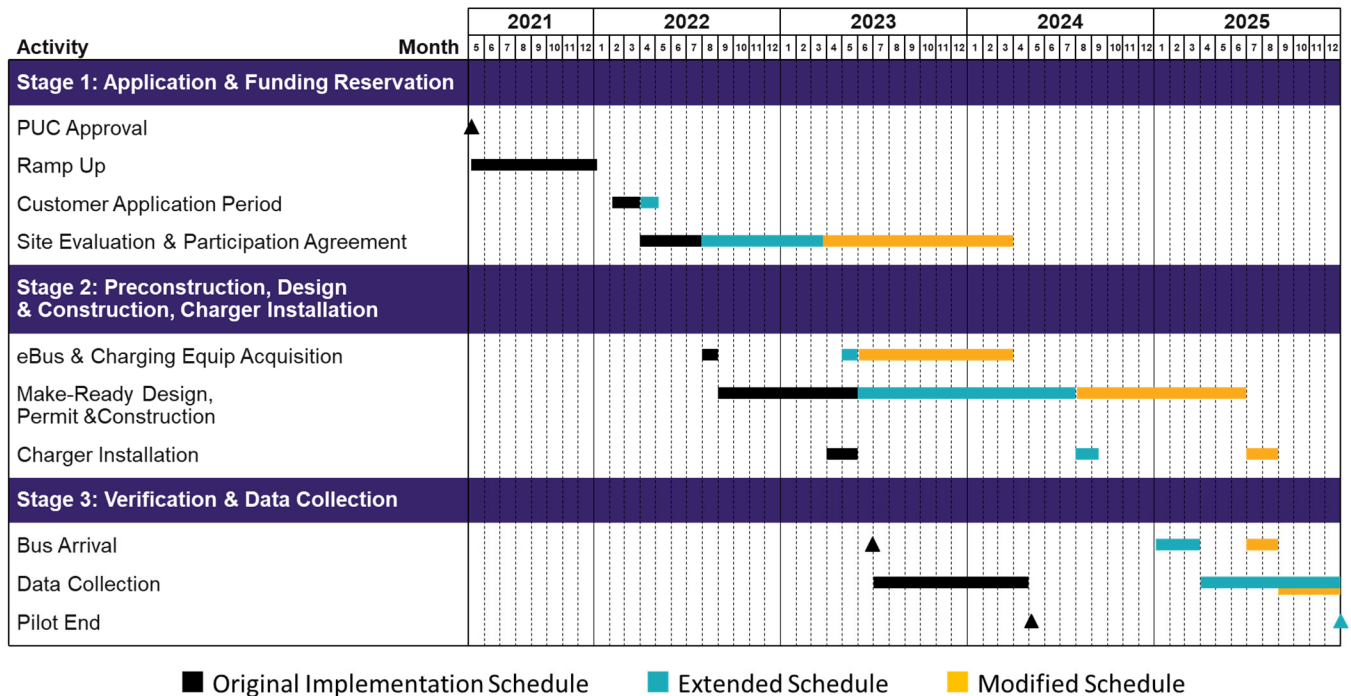 2021 2022 2023 2024 2025
Activity Month 5 6 7 8 9 10 11 12 1 2 3 4 5 6 7 8 9 10 11 12 1 2 3 4 5 6 7 8 9 10 11 12 1 2 3 4 5 6 7 8 9 10 11 12 1 2 3 4 5 6 7 8 9 10 11 12
Stage 1: Application & Funding Reservation
PUC Approval
Ramp Up
Customer Application Period
Site Evaluation & Participation Agreement
Stage 2: Preconstruction, Design
& Construction, Charger Installation
eBus & Charging Equip Acquisition
Make-Ready Design,
Permit &Construction
Charger Installation
Stage 3: Verification & Data Collection
Bus Arrival
Data Collection
Pilot End
Original Implementation Schedule Extended Schedule Modified Schedule